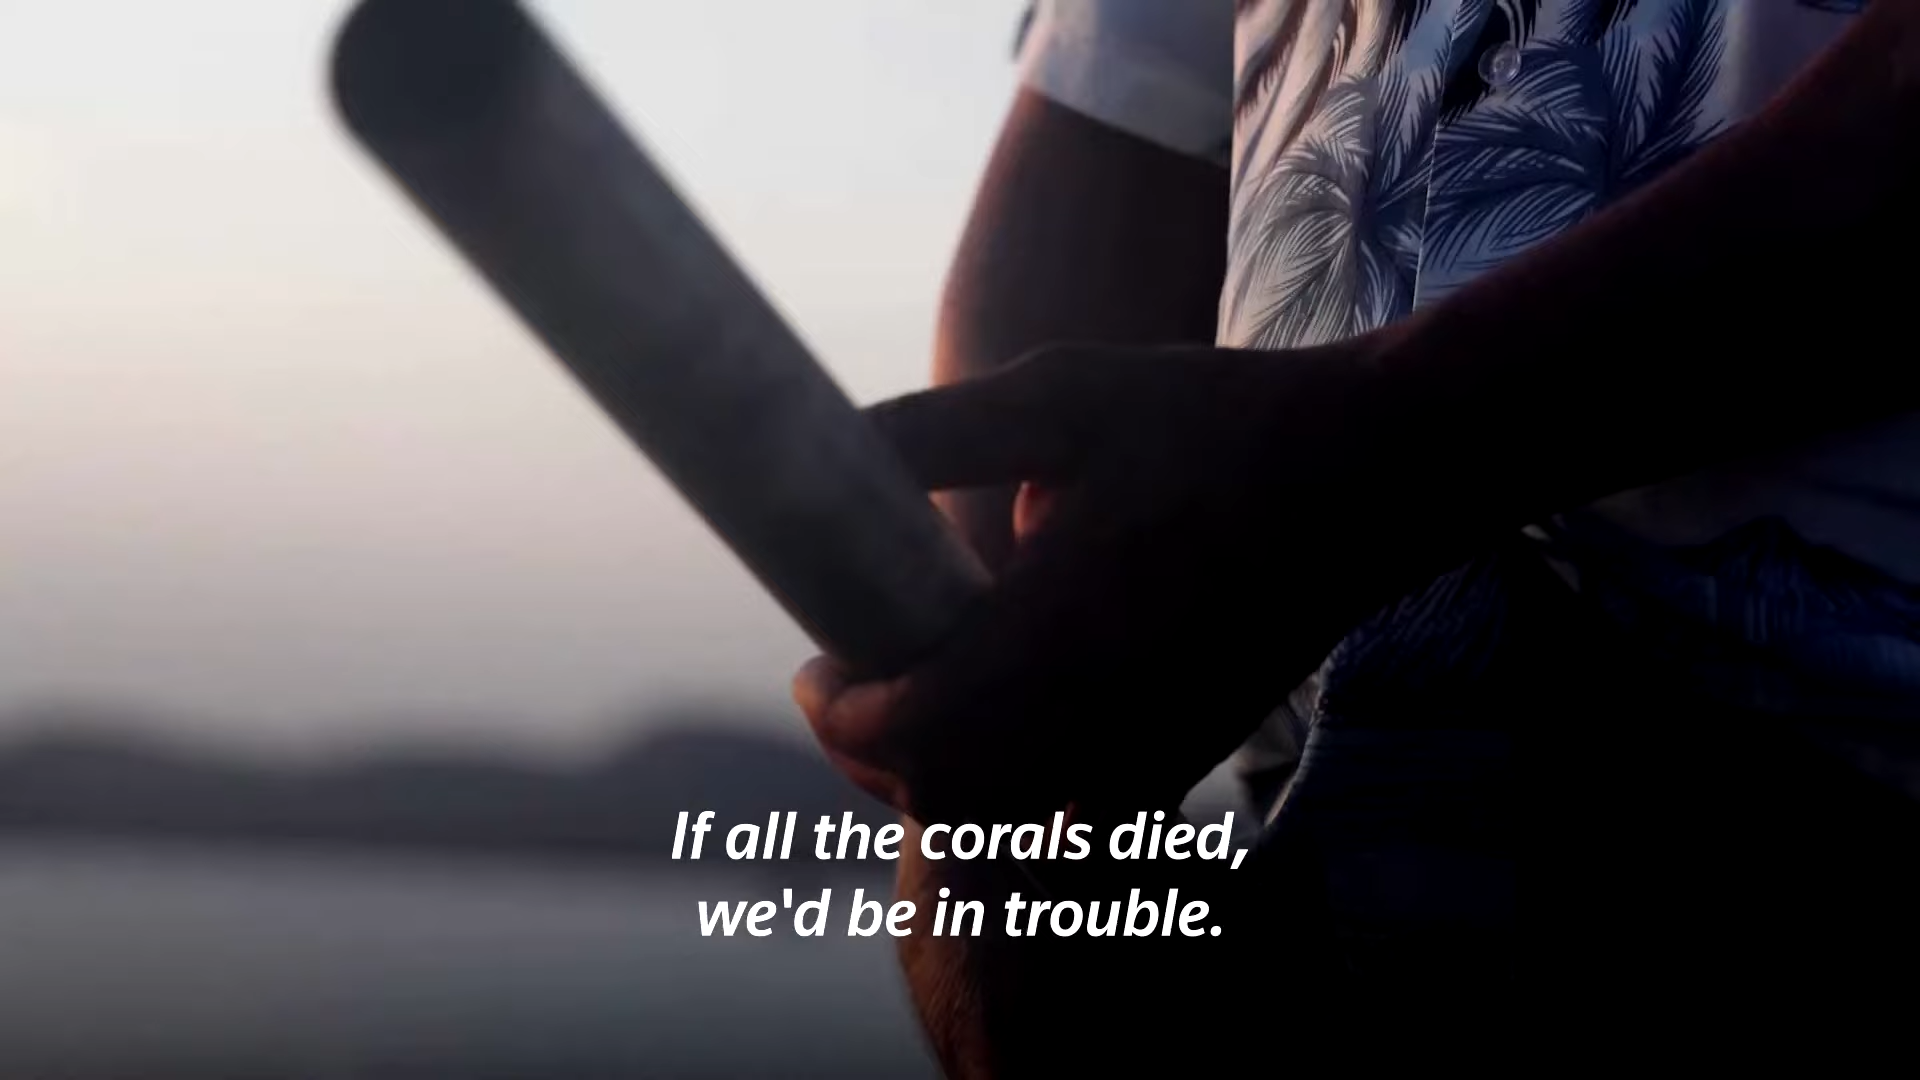 If all the corals died,
we'd be in trouble.